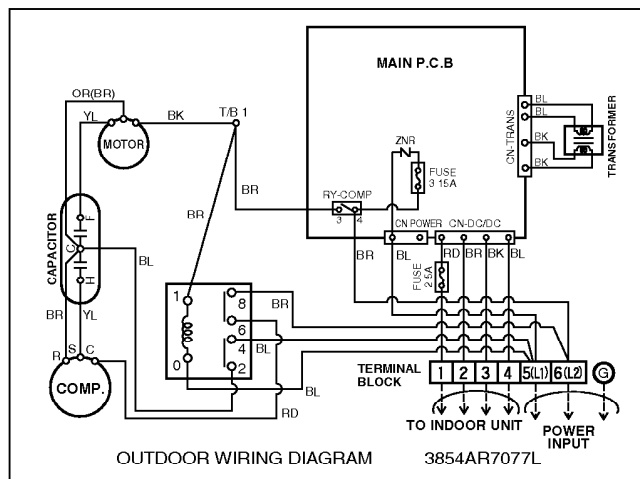 MAIN P.C.B
OR(BR)
YL
BK
T/B 1
MOTOR
ZNR
FUSE
3 15A
CN-TRANS
BL
BL
BK
BK
TRANSFORMER
BR
BR
RY-COMP
3 4
CN POWER
CN-DC/DC
BR
BL
RD
BR
BK
BL
FUSE
2 5A
CAPACITOR
F
C
H
BL
BR
YL
R
S
C
COMP.
1
0
8
6
4
2
BR
BL
BL
RD
TERMINAL
BLOCK
1 2 3 4 5(L1) 6(L2) G
TO INDOOR UNIT
POWER
INPUT
OUTDOOR WIRING DIAGRAM 3854AR7077L